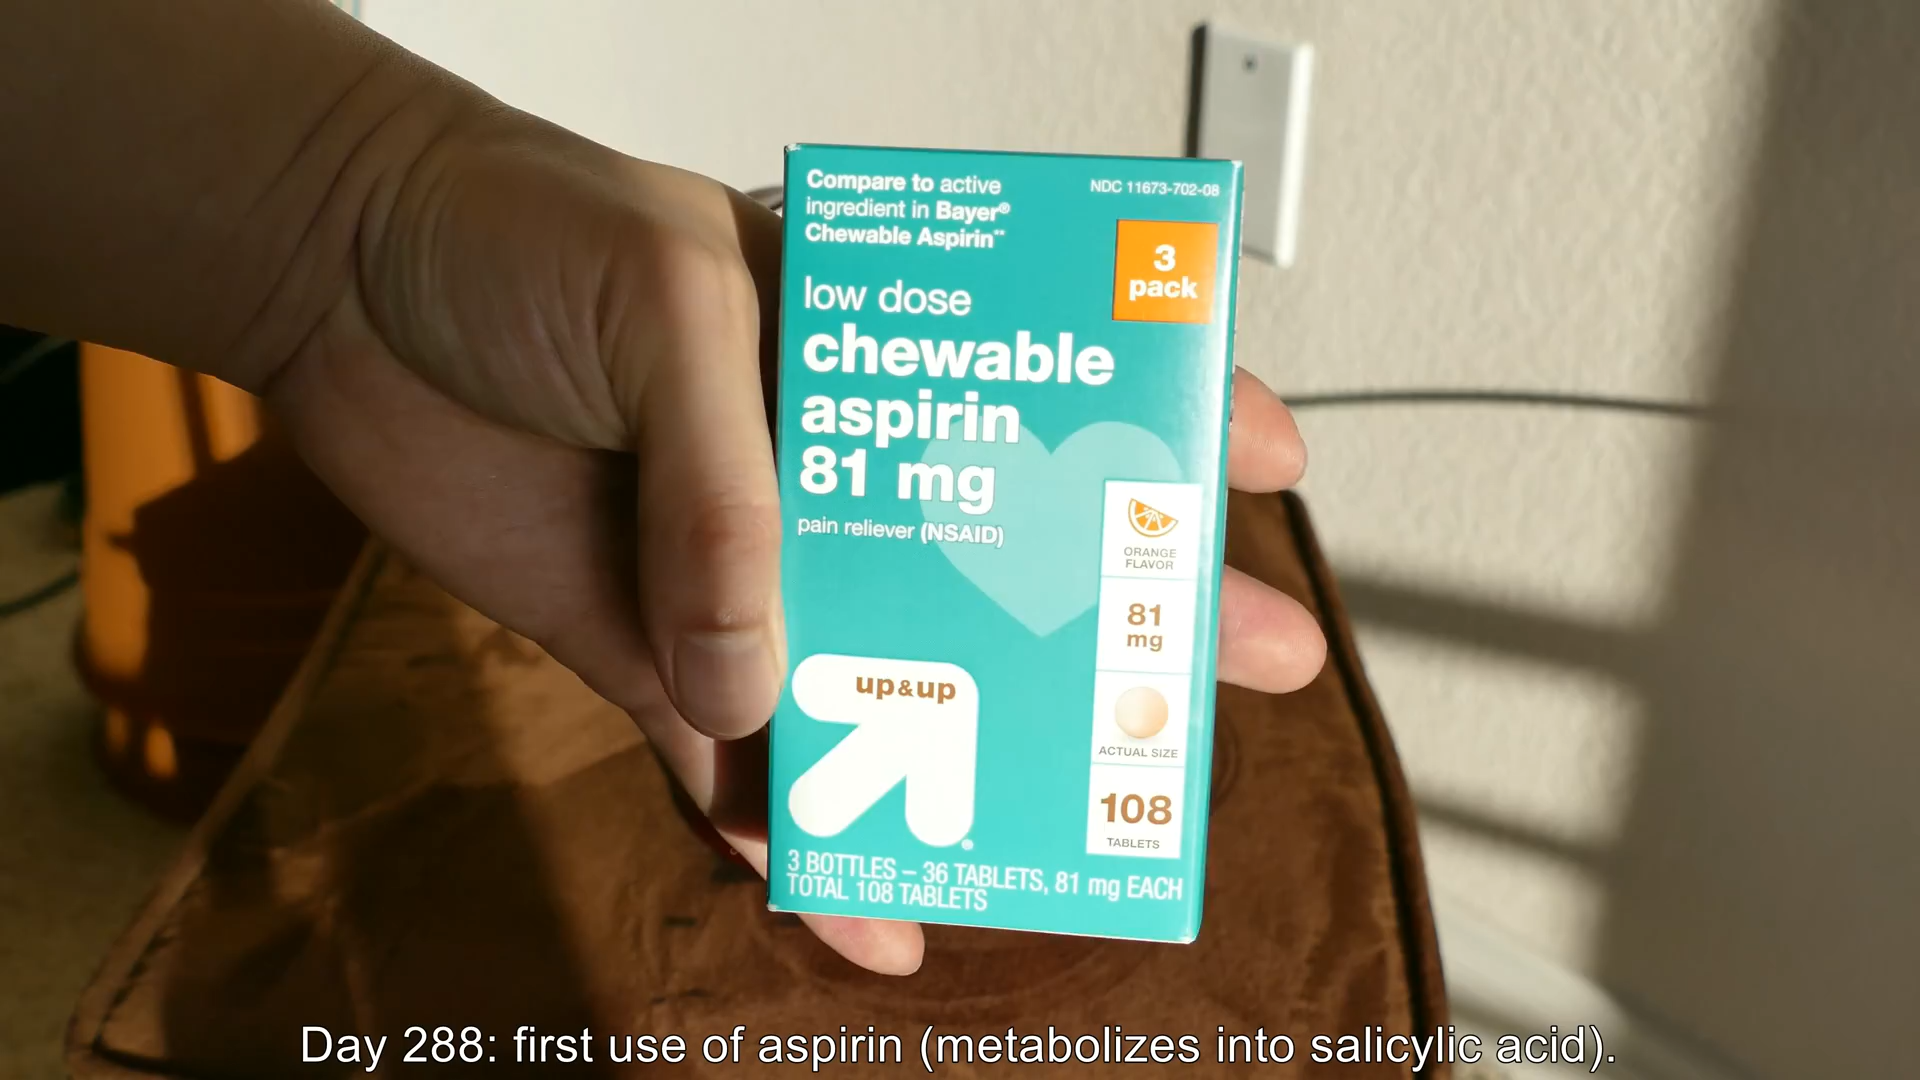 Compare to active
ingredient in Bayer®
Chewable Aspirin**
NDC 11673-702-08
3
pack
low dose
chewable
aspirin
81 mg
pain reliever (NSAID)
ORANGE
FLAVOR
81
mg
ACTUAL SIZE
108
TABLETS
up&up
®
3 BOTTLES – 36 TABLETS, 81 mg EACH
TOTAL 108 TABLETS
Day 288: first use of aspirin (metabolizes into salicylic acid).